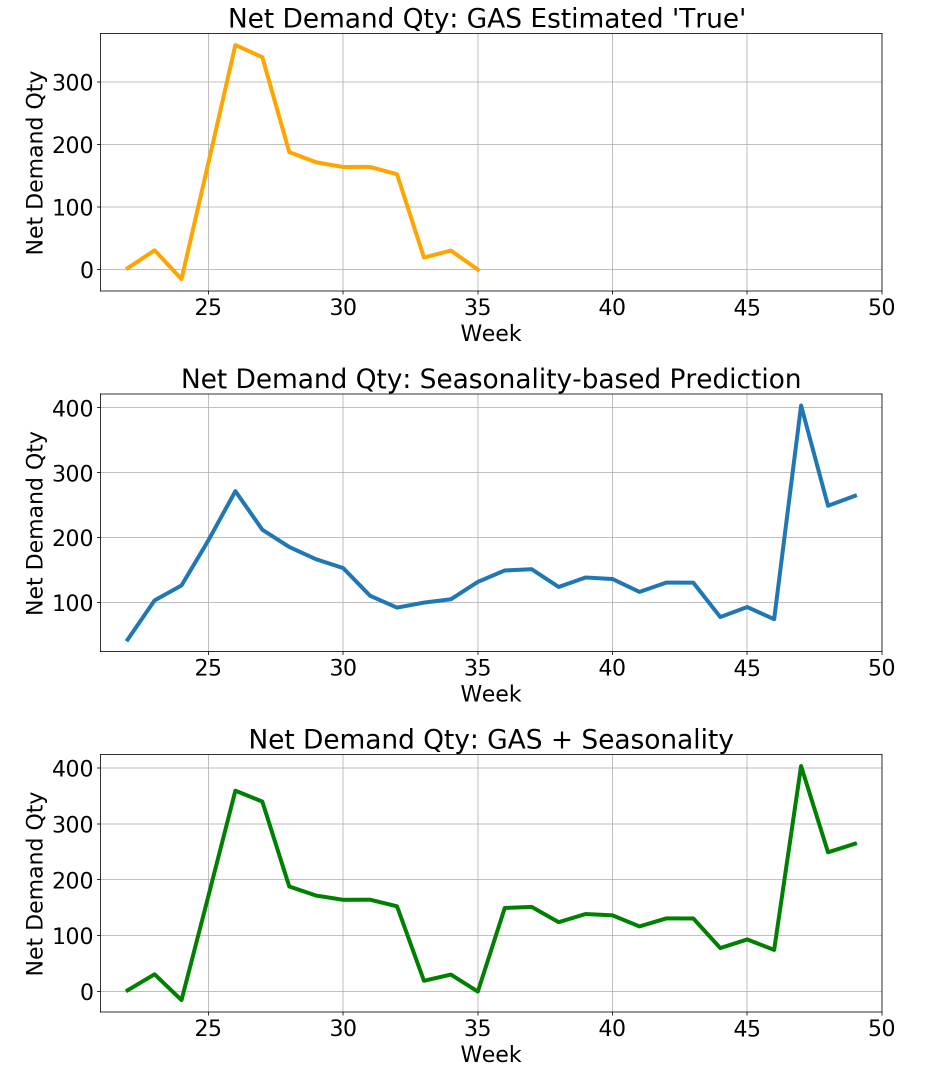 Net Demand Qty: GAS Estimated 'True'
Net Demand Qty
300
200
100
0
25 30 35 40 45 50
Week
Net Demand Qty: Seasonality-based Prediction
Net Demand Qty
400
300
200
100
25 30 35 40 45 50
Week
Net Demand Qty: GAS + Seasonality
Net Demand Qty
400
300
200
100
0
25 30 35 40 45 50
Week